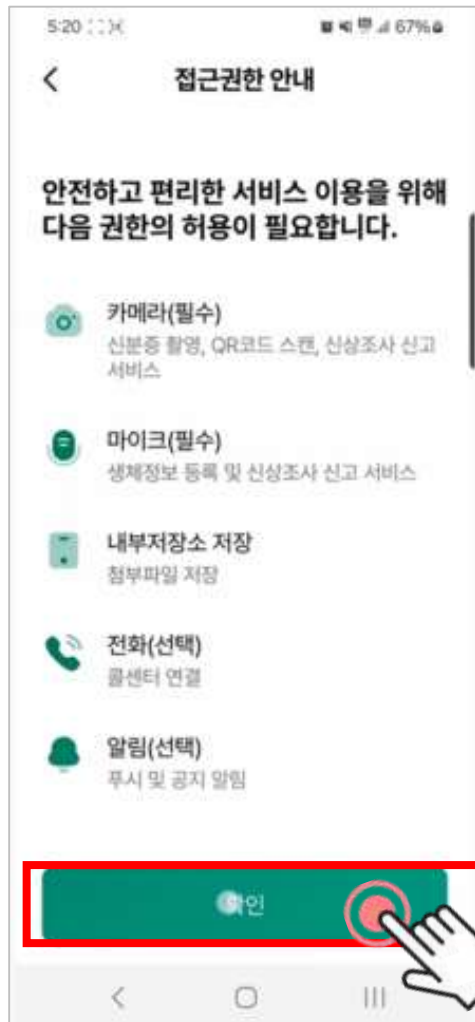 5:20
67%
접근권한 안내
안전하고 편리한 서비스 이용을 위해
다음 권한의 허용이 필요합니다.
카메라(필수)
신분증 촬영, QR코드 스캔, 신상조사 신고
서비스
마이크(필수)
생체정보 등록 및 신상조사 신고 서비스
내부저장소 저장
첨부파일 저장
전화(선택)
콜센터 연결
알림(선택)
푸시 및 공지 알림
확인